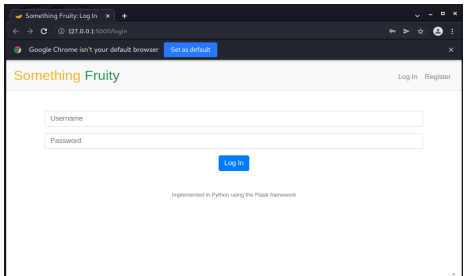 Something Fruity: Log In
127.0.0.1:5000/login
Google Chrome isn't your default browser Set as default
Something Fruity Log In Register
Username
Password
Log In
Implemented in Python using the Flask framework